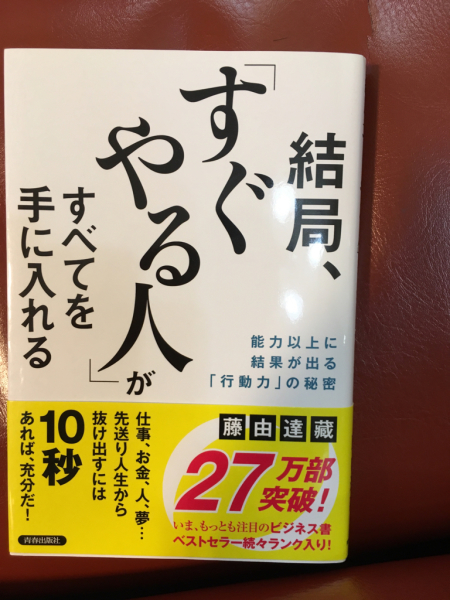 結局、
「すぐ
やる人」が
すべてを
手に入れる
能力以上に
結果が出る
「行動力」の秘密
藤由達藏
27万部
突破!
いま、もっとも注目のビジネス書
ベストセラー続々ランク入り!
仕事、お金、人、夢…
先送り人生から
抜け出すには
10秒
あれば、充分だ!
青春出版社